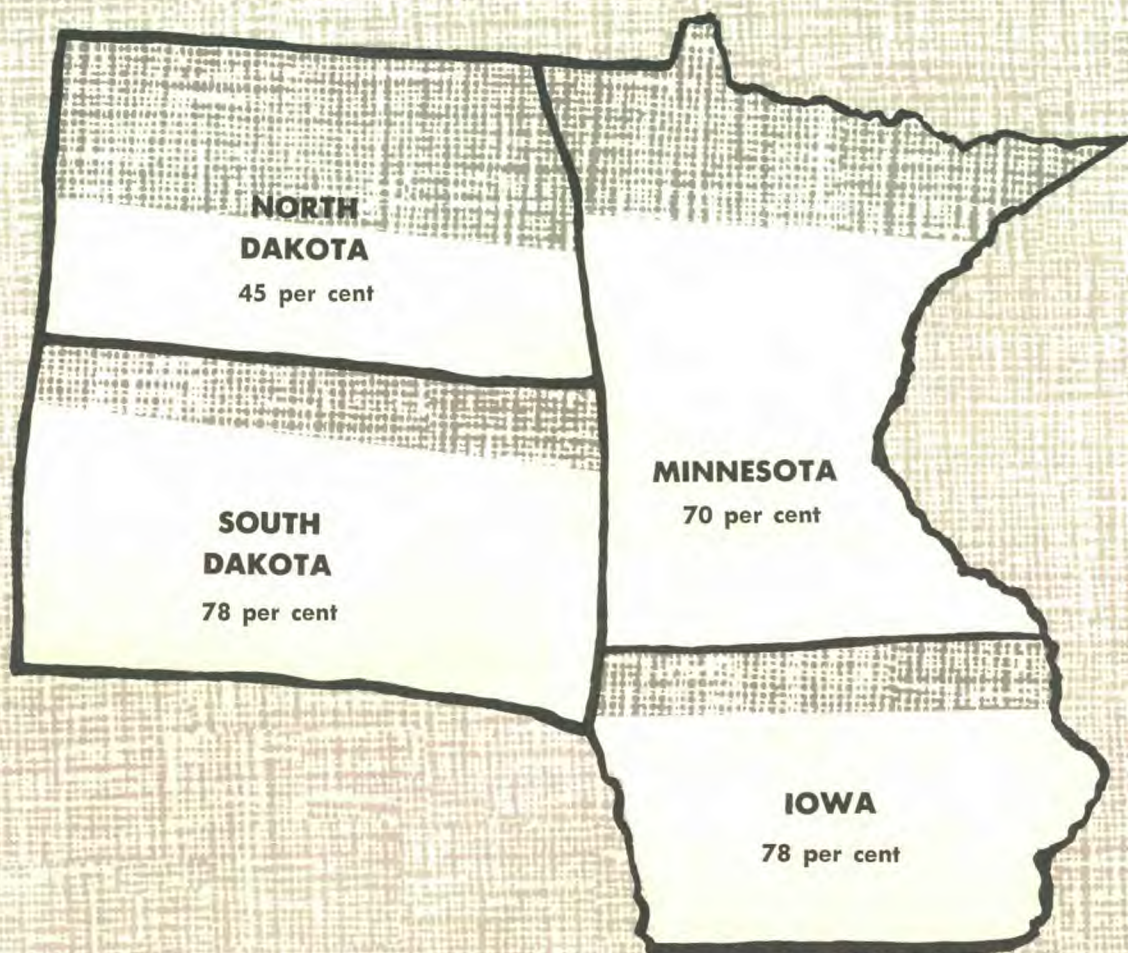 NORTH
DAKOTA
45 per cent
MINNESOTA
70 per cent
SOUTH
DAKOTA
78 per cent
IOWA
78 per cent